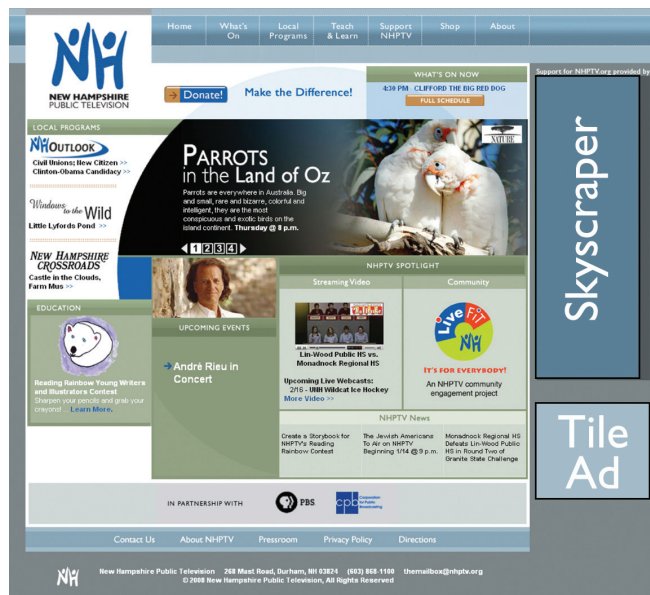 Home
What's
On
Local
Programs
Teach
& Learn
Support
NHPTV
Shop
About
NH
NEW HAMPSHIRE
PUBLIC TELEVISION
Donate!
Make the Difference!
WHAT'S ON NOW
4:30 PM CLIFFORD THE BIG RED DOG
FULL SCHEDULE
Support for NHPTV.org provided by
Skyscraper
LOCAL PROGRAMS
NHOUTLOOK
Civil Unions; New Citizen >>
Clinton-Obama Candidacy >>
Windows
to the Wild
Little Lyfords Pond >>
NEW HAMPSHIRE
CROSSROADS
Castle in the Clouds,
Farm Mus >>
PARROTS
in the Land of Oz
Parrots are everywhere in Australia. Big
and small, rare and bizarre, colorful and
intelligent, they are the most
conspicuous and exotic birds on the
island continent. Thursday @ 8 p.m.
1 2 3 4
NATURE
EDUCATION
Reading Rainbow Young Writers
and Illustrators Contest
Sharpen your pencils and grab your
crayons! ... Learn More.
UPCOMING EVENTS
André Rieu in
Concert
NHPTV SPOTLIGHT
Streaming Video
Lin-Wood Public HS vs.
Monadnock Regional HS
Upcoming Live Webcasts:
2/16 - UNH Wildcat Ice Hockey
More Video >>
Community
Live Fit
NH
IT'S FOR EVERYBODY!
An NHPTV community
engagement project
NHPTV News
Create a Storybook for
NHPTV's Reading
Rainbow Contest
The Jewish Americans
To Air on NHPTV
Beginning 1/14 @ 9 p.m.
Monadnock Regional HS
Defeats Lin-Wood Public
HS in Round Two of
Granite State Challenge
Tile
Ad
IN PARTNERSHIP WITH
PBS
cpb
Corporation
for Public
Broadcasting
Contact Us
About NHPTV
Pressroom
Privacy Policy
Directions
NH
New Hampshire Public Television 268 Mast Road, Durham, NH 03824 (603) 868-1100 themailbox@nhptv.org
© 2008 New Hampshire Public Television, All Rights Reserved